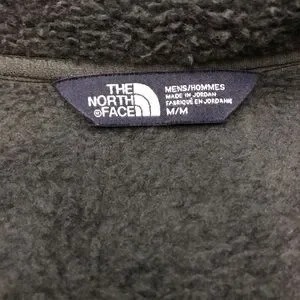 THE
NORTH
FACE
MENS/HOMMES
MADE IN JORDAN
FABRIQUÉ EN JORDANIE
M/M